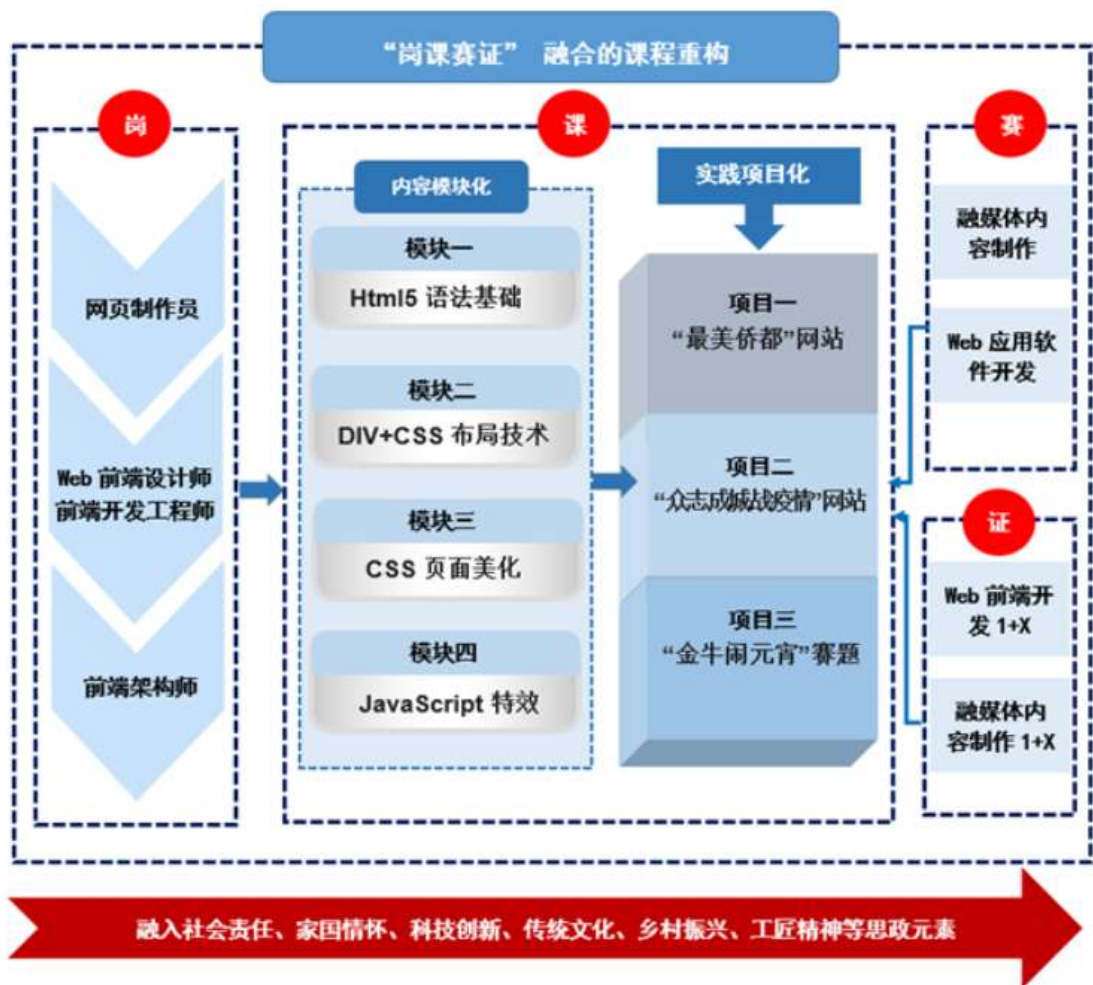 “岗课赛证” 融合的课程重构
岗
网页制作员
Web 前端设计师
前端开发工程师
前端架构师
课
内容模块化
模块一
Html5 语法基础
模块二
DIV+CSS 布局技术
模块三
CSS 页面美化
模块四
JavaScript 特效
实践项目化
项目一
“最美侨都”网站
项目二
“众志成城战疫情”网站
项目三
“金牛闹元宵”赛题
赛
融媒体内
容制作
Web 应用软
件开发
证
Web 前端开
发 1+X
融媒体内
容制作 1+X
融入社会责任、家国情怀、科技创新、传统文化、乡村振兴、工匠精神等思政元素